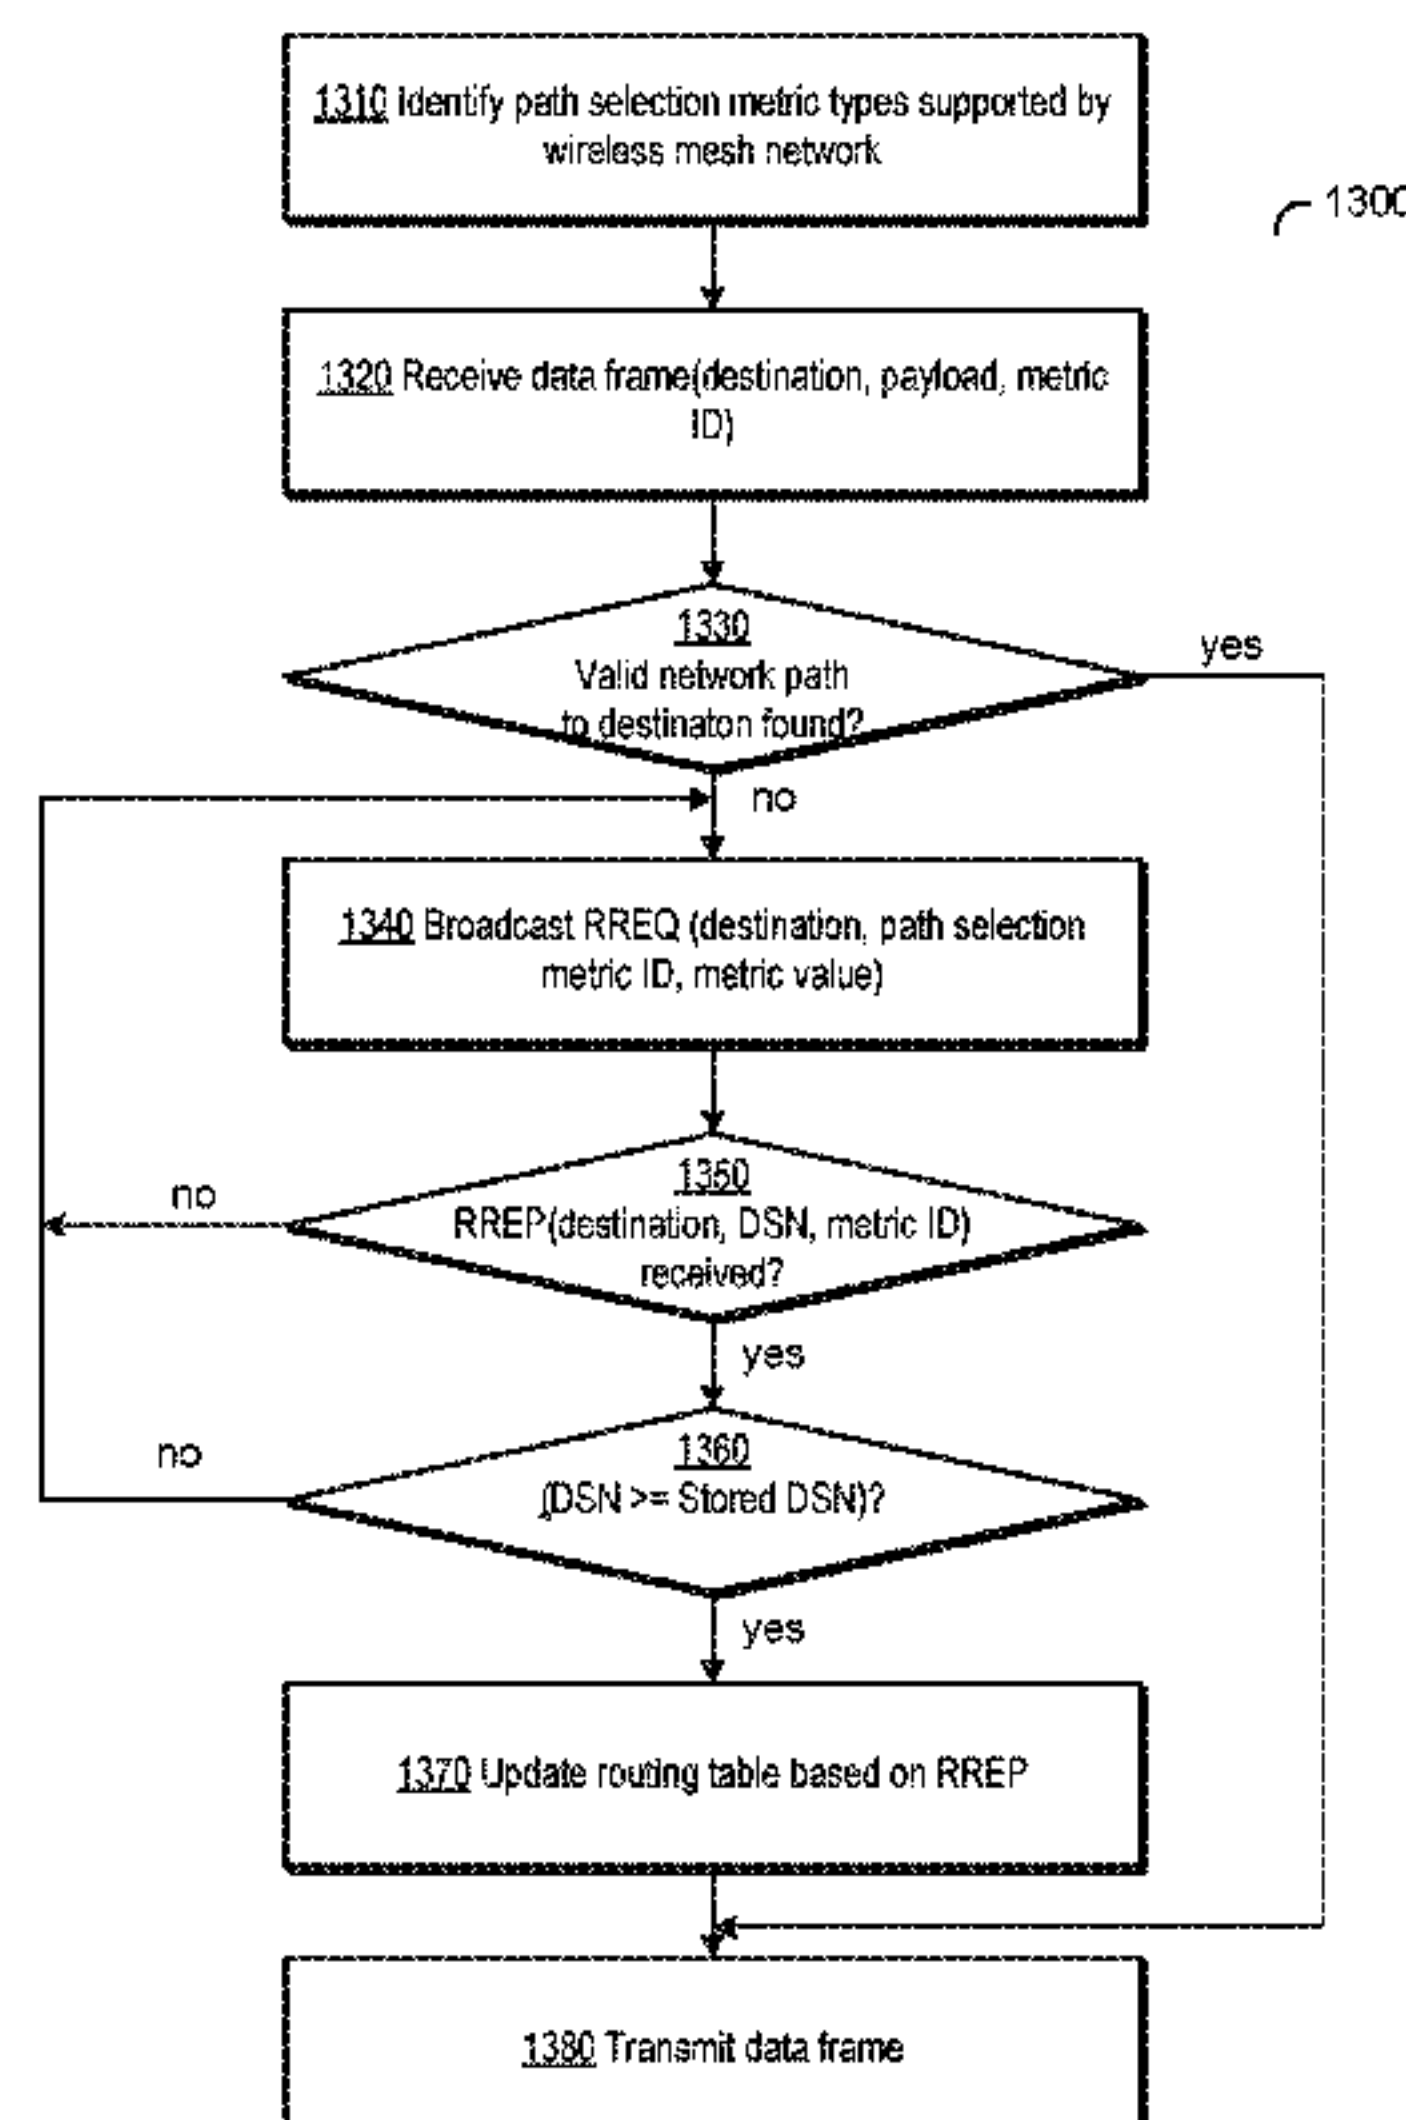 1310 Identify path selection metric types supported by
wireless mesh network
1300
1320 Receive data frame(destination, payload, metric
ID)
1330
Valid network path
to destinaton found?
yes
no
1340 Broadcast RREQ (destination, path selection
metric ID, metric value)
1350
RREP(destination, DSN, metric ID)
received?
no
yes
1360
(DSN >= Stored DSN)?
no
yes
1370 Update routing table based on RREP
1380 Transmit data frame